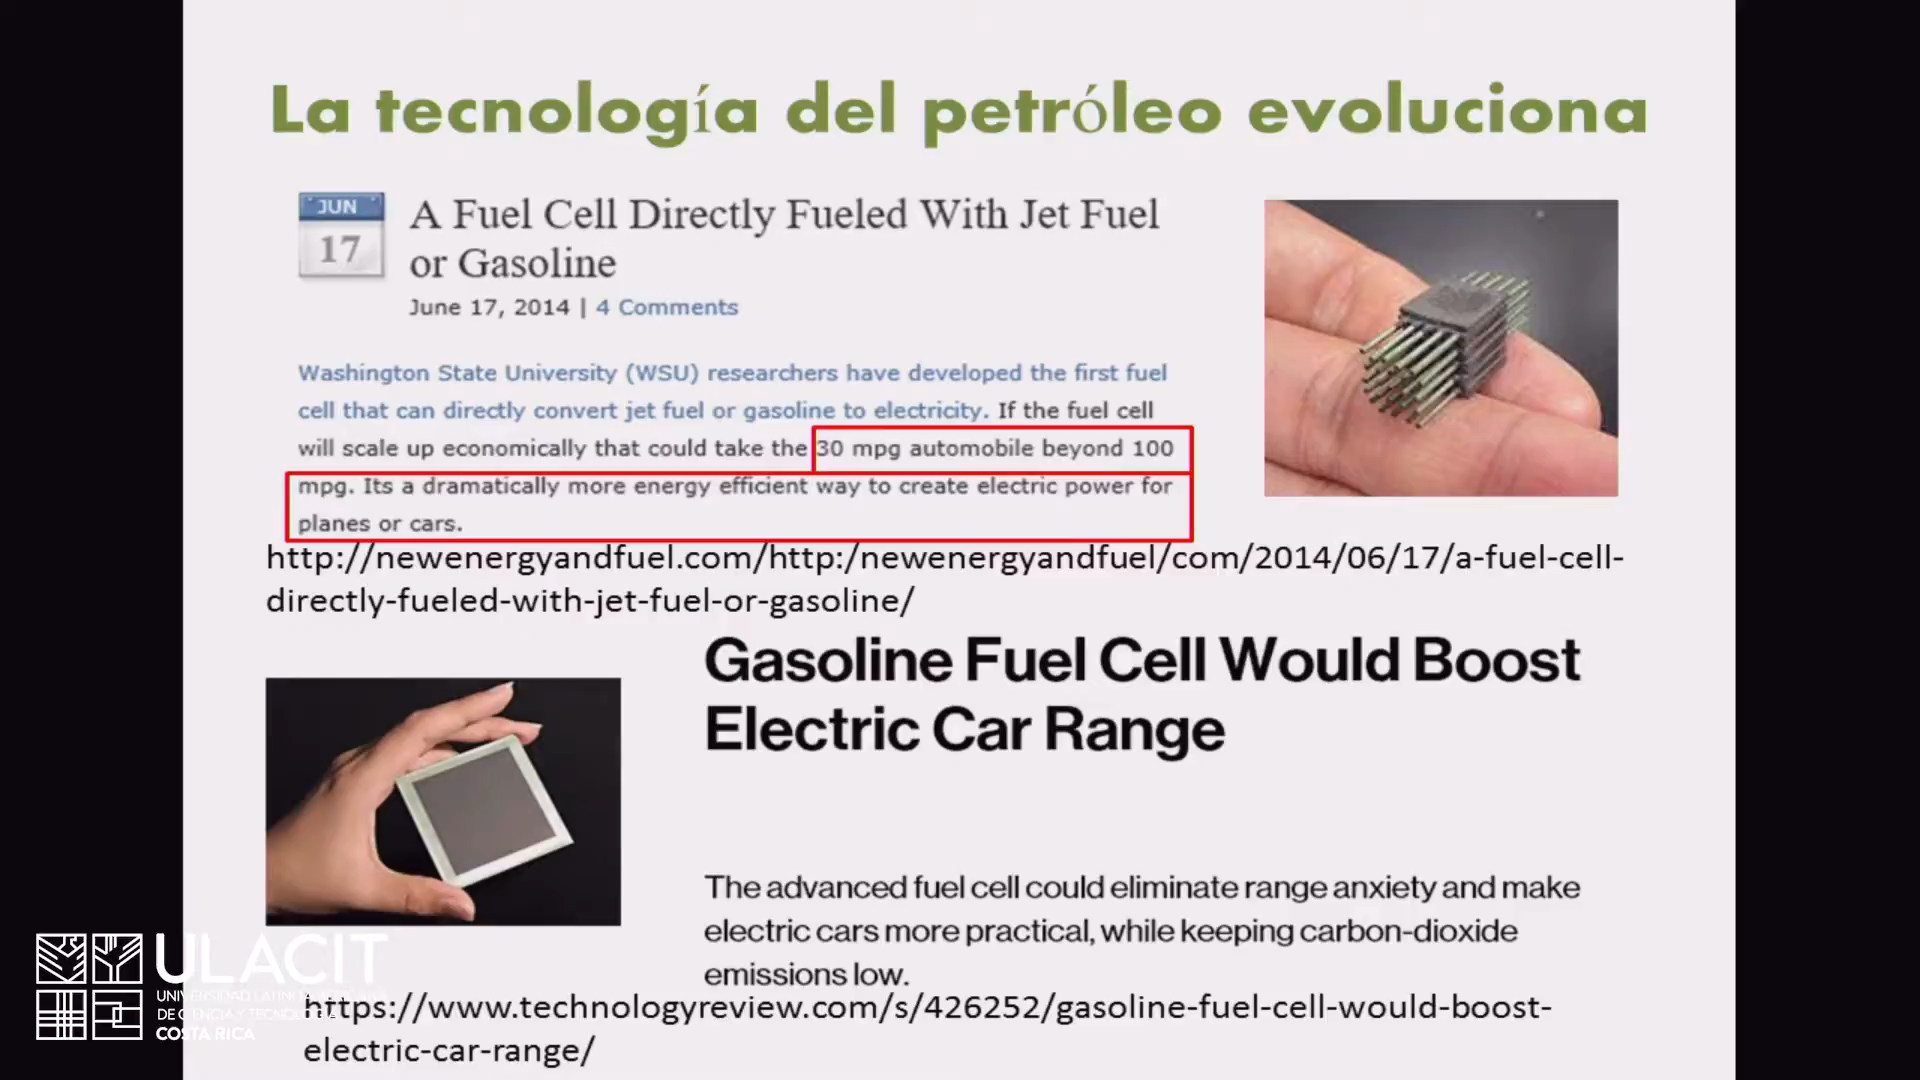 La tecnología del petróleo evoluciona
JUN
17
A Fuel Cell Directly Fueled With Jet Fuel
or Gasoline
June 17, 2014 | 4 Comments
Washington State University (WSU) researchers have developed the first fuel
cell that can directly convert jet fuel or gasoline to electricity. If the fuel cell
will scale up economically that could take the 30 mpg automobile beyond 100
mpg. Its a dramatically more energy efficient way to create electric power for
planes or cars.
http://newenergyandfuel.com/http:/newenergyandfuel/com/2014/06/17/a-fuel-cell-
directly-fueled-with-jet-fuel-or-gasoline/
Gasoline Fuel Cell Would Boost
Electric Car Range
The advanced fuel cell could eliminate range anxiety and make
electric cars more practical, while keeping carbon-dioxide
emissions low.
https://www.technologyreview.com/s/426252/gasoline-fuel-cell-would-boost-
electric-car-range/
ULACIT
UNIVERSIDAD LATINOAMERICANA
DE CIENCIA Y TECNOLOGÍA
COSTA RICA